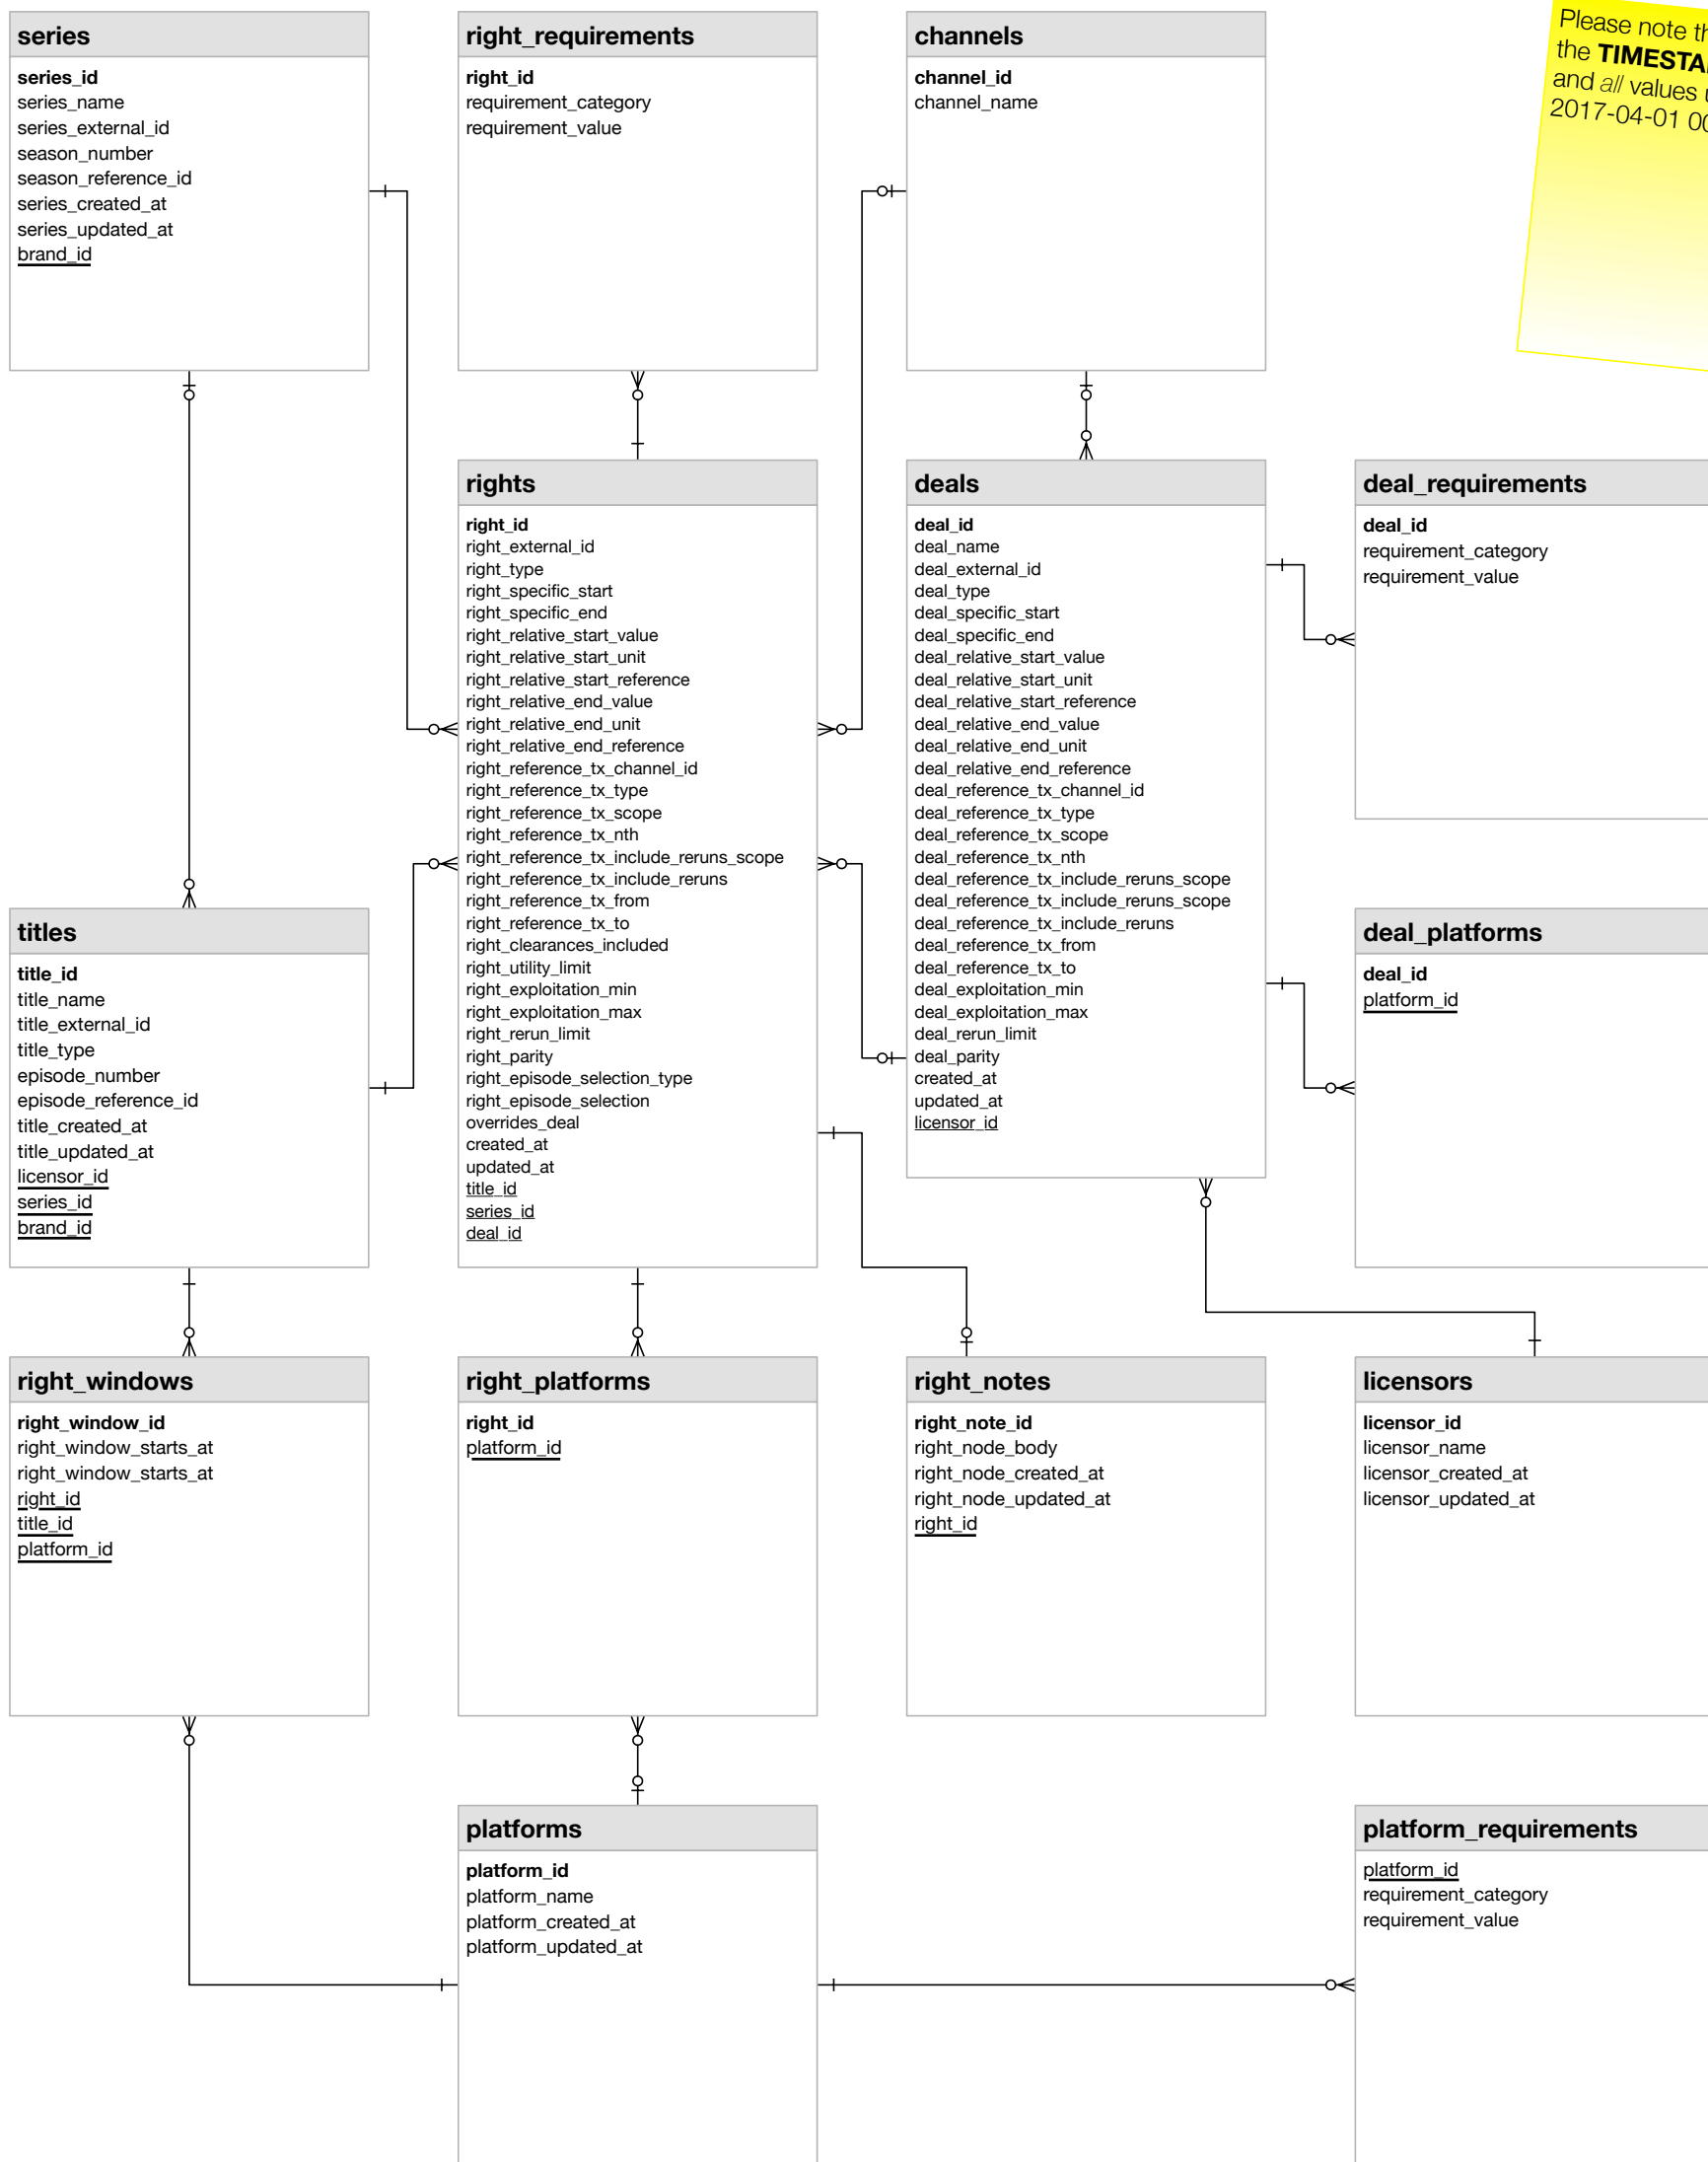 series
series_id
series_name
series_external_id
season_number
season_reference_id
series_created_at
series_updated_at
brand_id
right_requirements
right_id
requirement_category
requirement_value
channels
channel_id
channel_name
Please note
the
and all values
2017-04-01
rights
right_id
right_external_id
right_type
right_specific_start
right_specific_end
right_relative_start_value
right_relative_start_unit
right_relative_start_reference
right_relative_end_value
right_relative_end_unit
right_relative_end_reference
right_reference_tx_channel_id
right_reference_tx_type
right_reference_tx_scope
right_reference_tx_nth
right_reference_tx_include_reruns_scope
right_reference_tx_include_reruns
right_reference_tx_from
right_reference_tx_to
right_clearances_included
right_utility_limit
right_exploitation_min
right_exploitation_max
right_rerun_limit
right_parity
right_episode_selection_type
right_episode_selection
overrides_deal
created_at
updated_at
title_id
series_id
deal_id
deals
deal_id
deal_name
deal_external_id
deal_type
deal_specific_start
deal_specific_end
deal_relative_start_value
deal_relative_start_unit
deal_relative_start_reference
deal_relative_end_value
deal_relative_end_unit
deal_relative_end_reference
deal_reference_tx_channel_id
deal_reference_tx_type
deal_reference_tx_scope
deal_reference_tx_nth
deal_reference_tx_include_reruns_scope
deal_reference_tx_include_reruns_scope
deal_reference_tx_include_reruns
deal_reference_tx_from
deal_reference_tx_to
deal_exploitation_min
deal_exploitation_max
deal_rerun_limit
deal_parity
created_at
updated_at
licensor_id
deal_requirements
deal_id
requirement_category
requirement_value
titles
title_id
title_name
title_external_id
title_type
episode_number
episode_reference_id
title_created_at
title_updated_at
licensor_id
series_id
brand_id
deal_platforms
deal_id
platform_id
right_windows
right_window_id
right_window_starts_at
right_window_starts_at
right_id
title_id
platform_id
right_platforms
right_id
platform_id
right_notes
right_note_id
right_node_body
right_node_created_at
right_node_updated_at
right_id
licensors
licensor_id
licensor_name
licensor_created_at
licensor_updated_at
platforms
platform_id
platform_name
platform_created_at
platform_updated_at
platform_requirements
platform_id
requirement_category
requirement_value